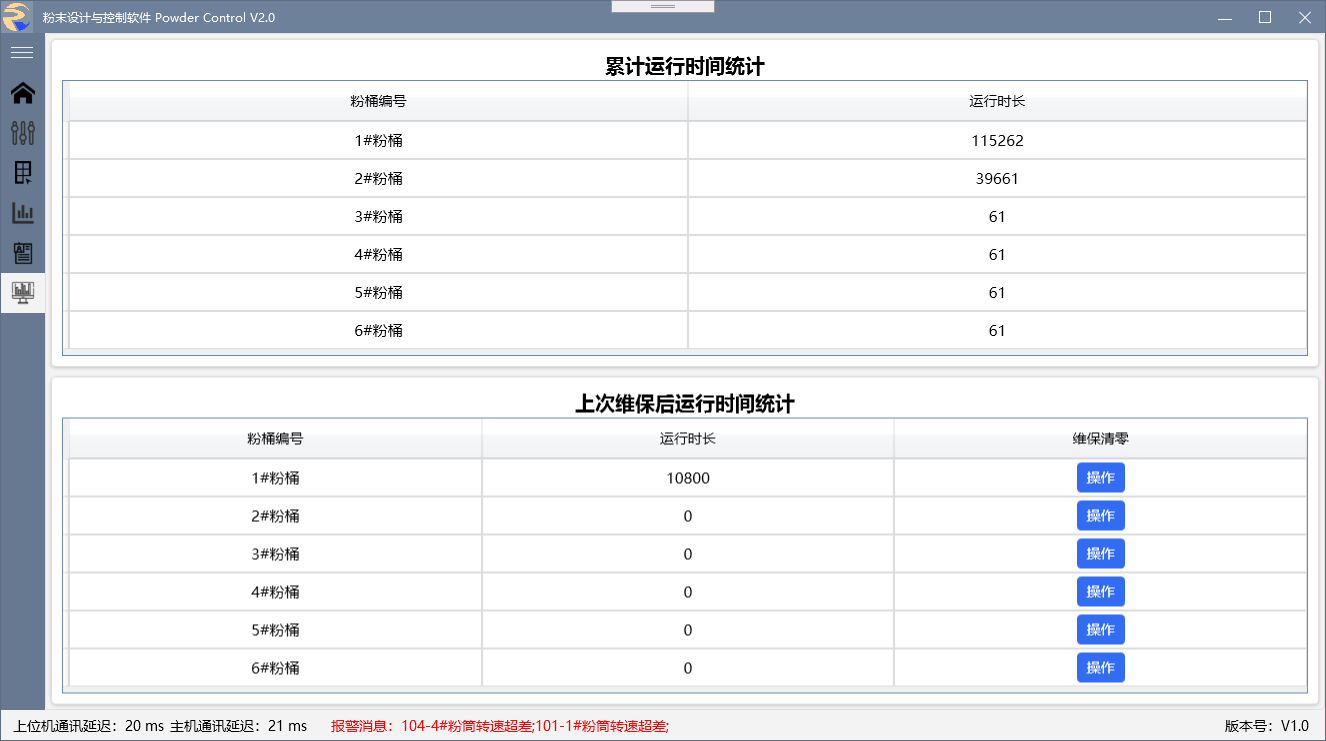 粉末设计与控制软件 Powder Control V2.0
累计运行时间统计
粉桶编号 运行时长
1#粉桶 115262
2#粉桶 39661
3#粉桶 61
4#粉桶 61
5#粉桶 61
6#粉桶 61
上次维保后运行时间统计
粉桶编号 运行时长 维保清零
1#粉桶 10800 操作
2#粉桶 0 操作
3#粉桶 0 操作
4#粉桶 0 操作
5#粉桶 0 操作
6#粉桶 0 操作
上位机通讯延迟：20 ms 主机通讯延迟：21 ms 报警消息：104-4#粉筒转速超差;101-1#粉筒转速超差; 版本号：V1.0